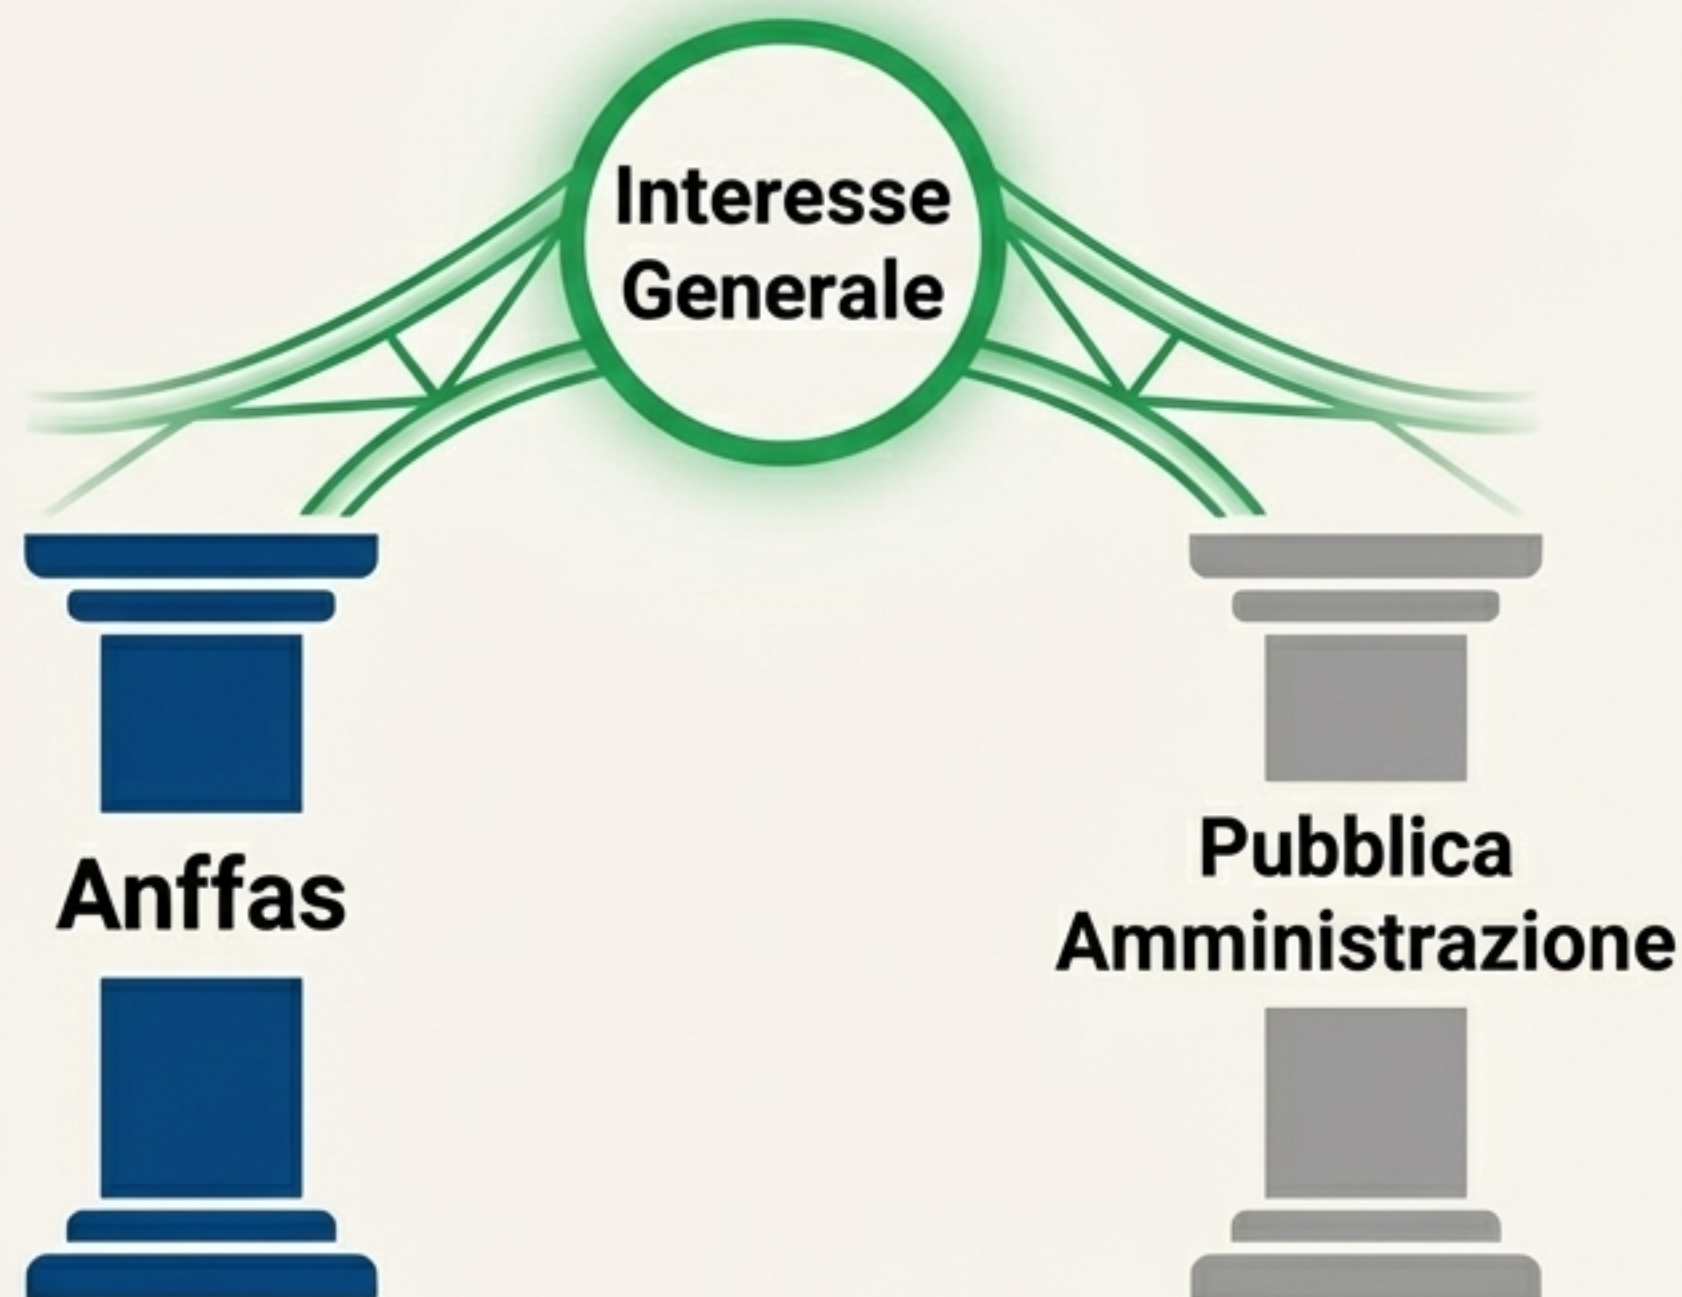 Interesse
Generale
Anffas
Pubblica
Amministrazione